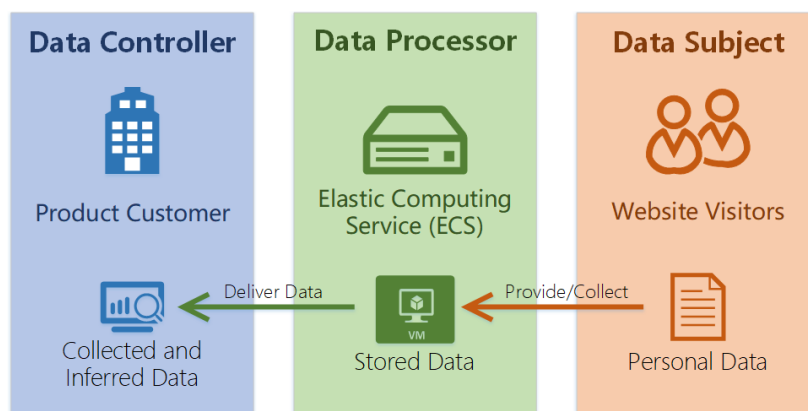 Data Controller
Product Customer
Collected and
Inferred Data
Deliver Data
Data Processor
Elastic Computing
Service (ECS)
VM
Stored Data
Provide/Collect
Data Subject
Website Visitors
Personal Data